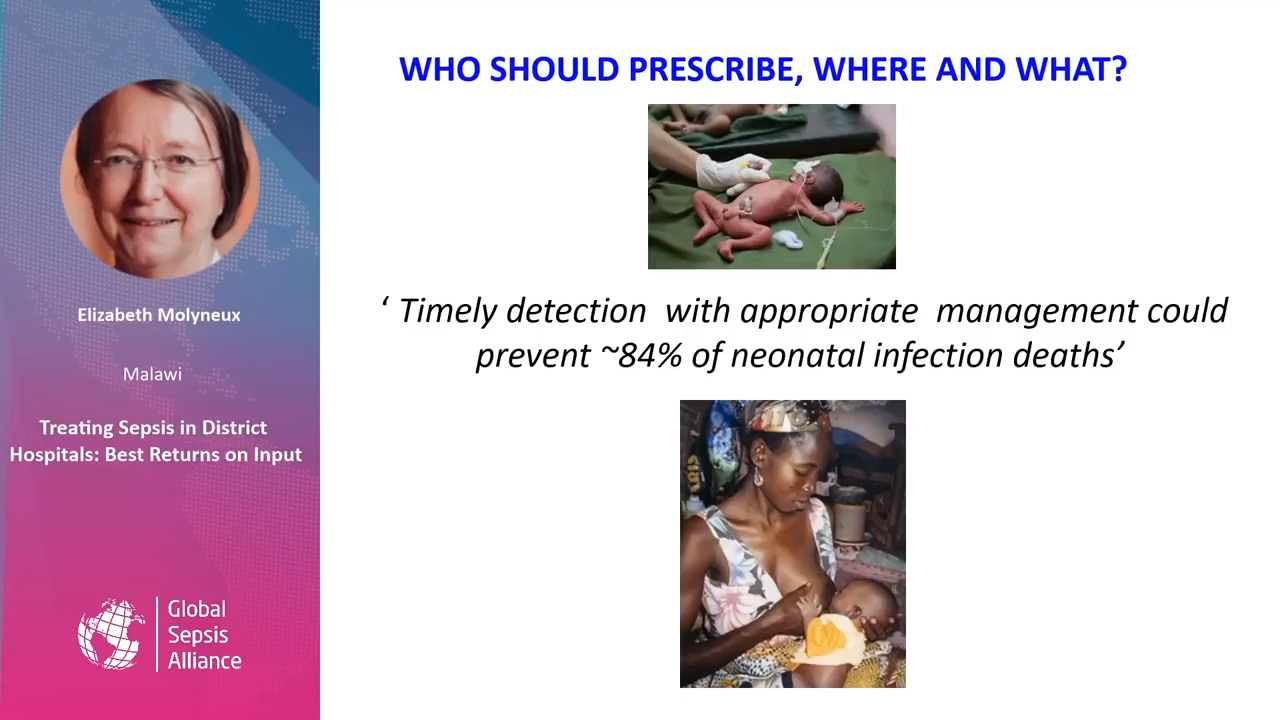 Elizabeth Molyneux
Malawi
Treating Sepsis in District
Hospitals: Best Returns on Input
Global
Sepsis
Alliance
WHO SHOULD PRESCRIBE, WHERE AND WHAT?
‘ Timely detection with appropriate management could
prevent ~84% of neonatal infection deaths’